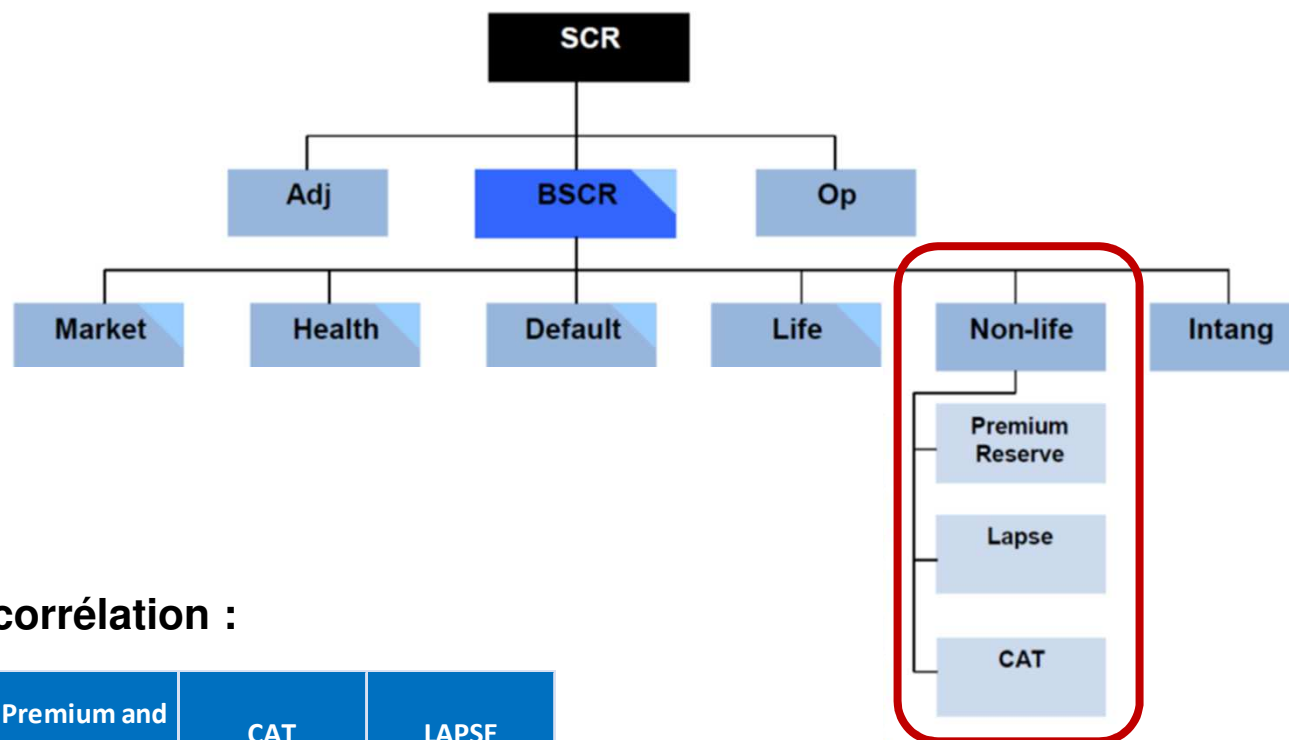 SCR
Adj BSCR Op
Market Health Default Life Non-life Intang
Premium
Reserve
Lapse
CAT
corrélation :
Premium and
CAT LAPSE